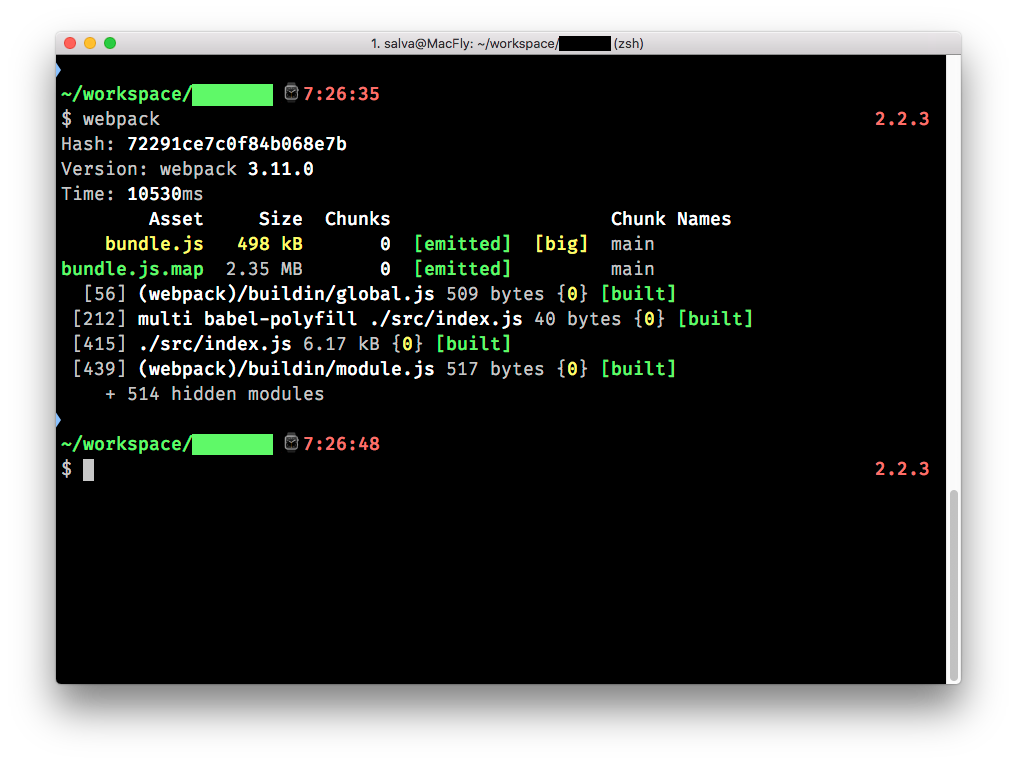 1. salva@MacFly: ~/workspace/ (zsh)
~/workspace/ 7:26:35
$ webpack 2.2.3
Hash: 72291ce7c0f84b068e7b
Version: webpack 3.11.0
Time: 10530ms
Asset Size Chunks Chunk Names
bundle.js 498 kB 0 [emitted] [big] main
bundle.js.map 2.35 MB 0 [emitted] main
[56] (webpack)/buildin/global.js 509 bytes {0} [built]
[212] multi babel-polyfill ./src/index.js 40 bytes {0} [built]
[415] ./src/index.js 6.17 kB {0} [built]
[439] (webpack)/buildin/module.js 517 bytes {0} [built]
+ 514 hidden modules
~/workspace/ 7:26:48
$ 2.2.3